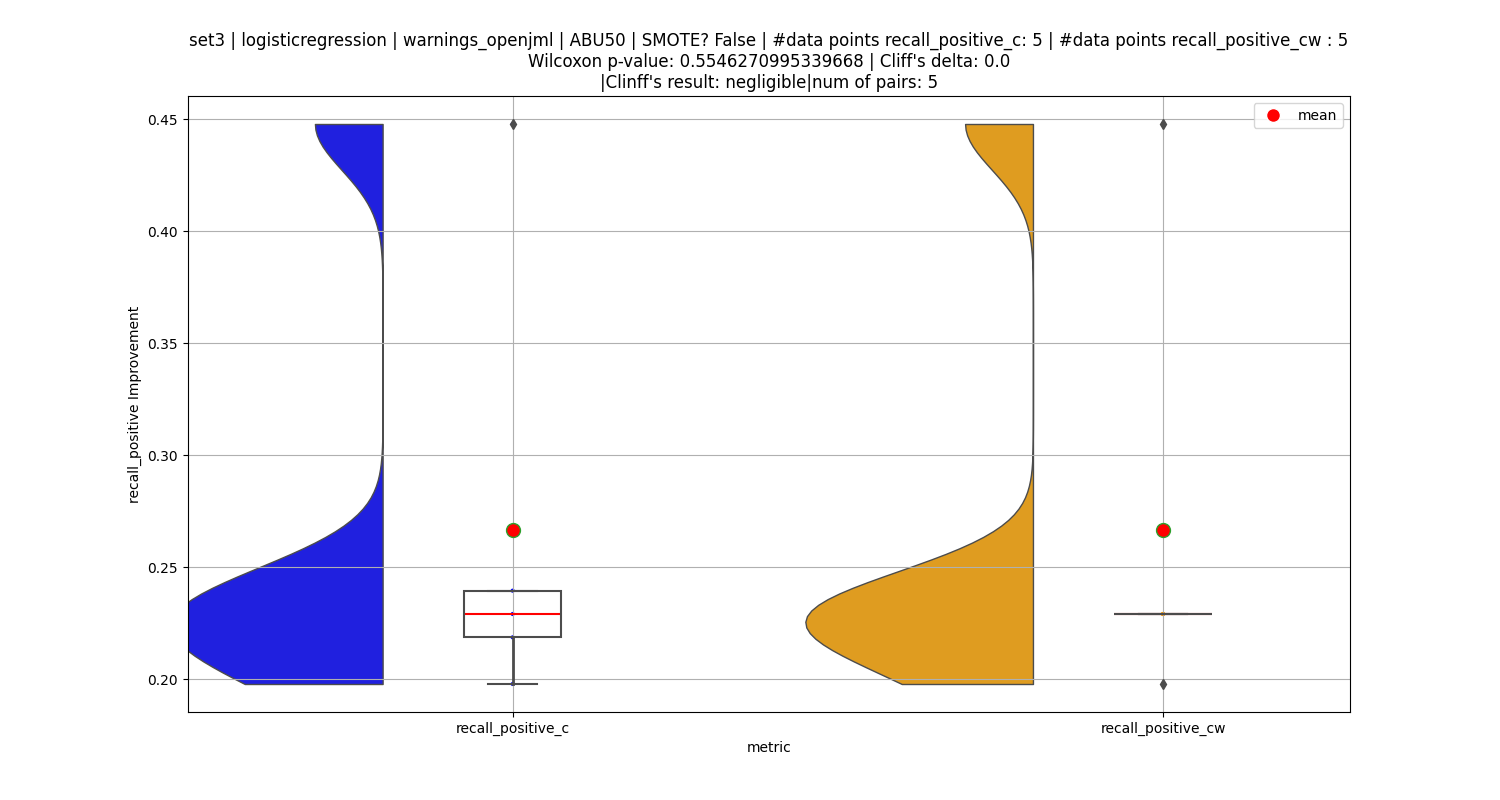 set3 | logisticregression | warnings_openjml | ABU50 | SMOTE? False | #data points recall_positive_c: 5 | #data points recall_positive_cw : 5
Wilcoxon p-value: 0.5546270995339668 | Cliff's delta: 0.0
|Clinff's result: negligible|num of pairs: 5
mean
recall_positive Improvement
0.45
0.40
0.35
0.30
0.25
0.20
recall_positive_c
recall_positive_cw
metric